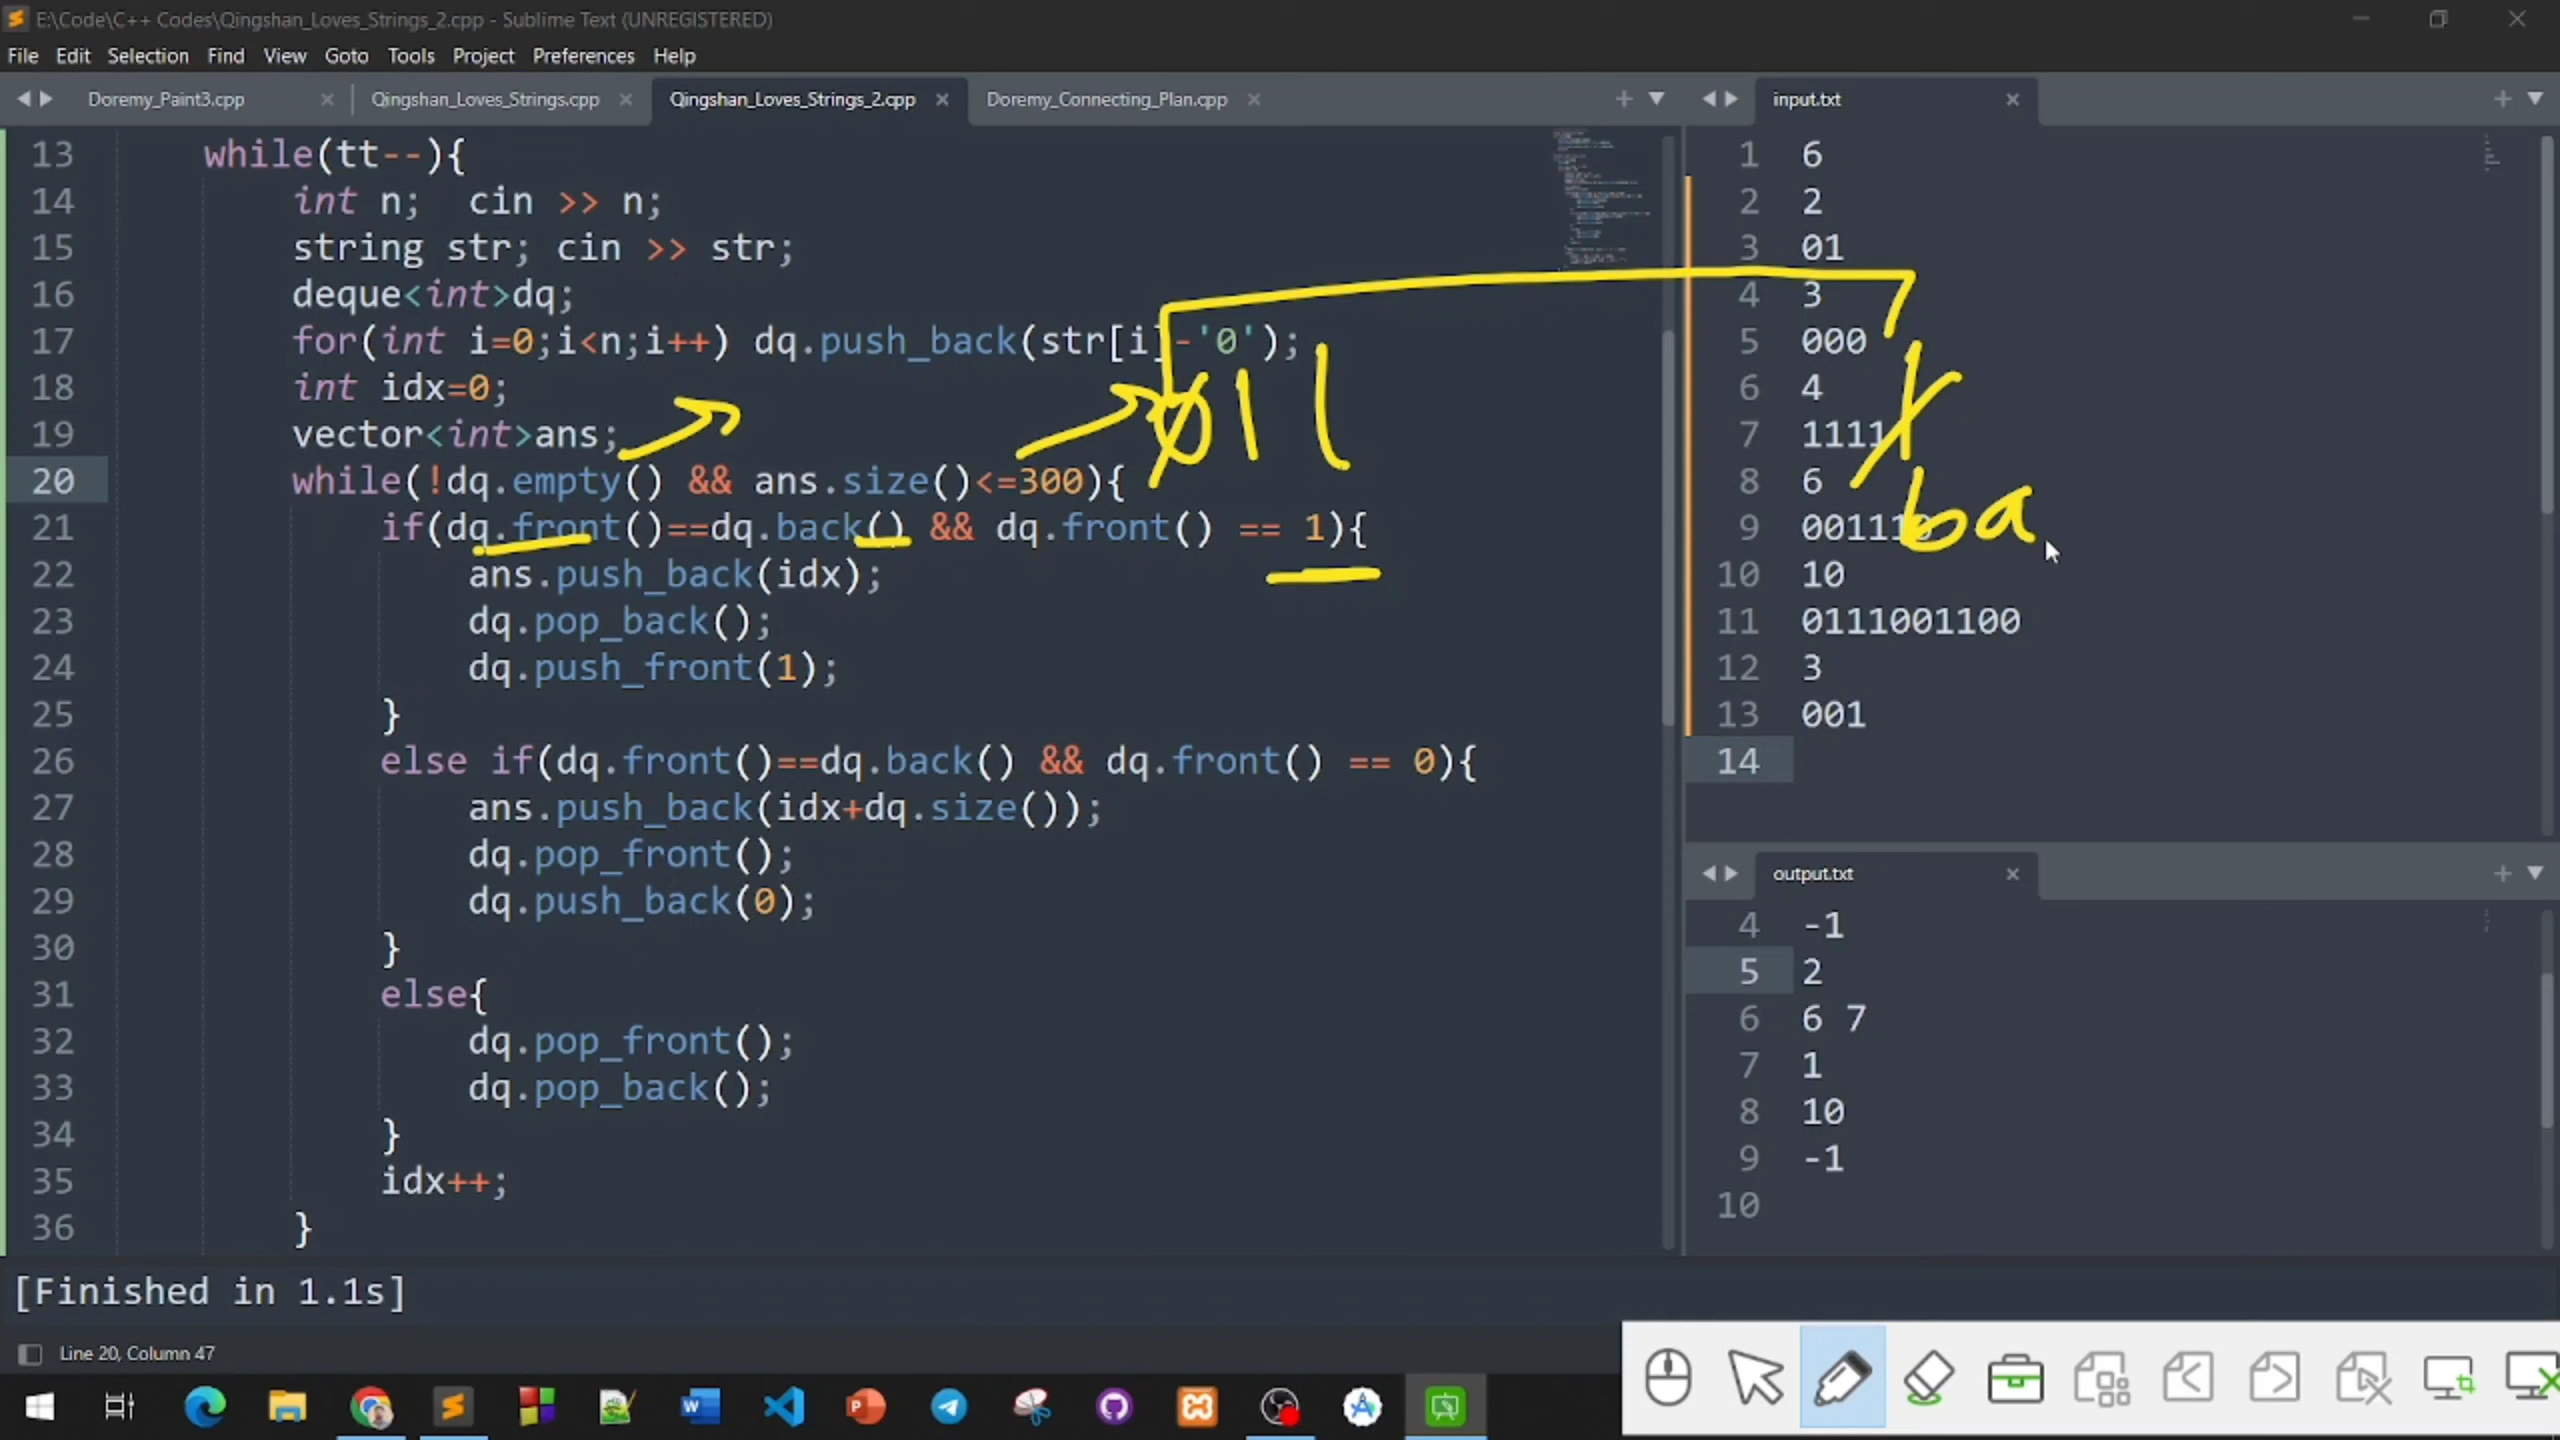 E:\Code\C++ Codes\Qingshan_Loves_Strings_2.cpp - Sublime Text (UNREGISTERED)
File Edit Selection Find View Goto Tools Project Preferences Help
Doremy_Paint3.cpp Qingshan_Loves_Strings.cpp Qingshan_Loves_Strings_2.cpp Doremy_Connecting_Plan.cpp
13 while(tt--){
14 int n; cin >> n;
15 string str; cin >> str;
16 deque<int>dq;
17 for(int i=0;i<n;i++) dq.push_back(str[i]-'0');
18 int idx=0;
011
19 vector<int>ans;
20 while(!dq.empty() && ans.size()<=300){
21 if(dq.front()==dq.back() && dq.front() == 1){
22 ans.push_back(idx);
23 dq.pop_back();
24 dq.push_front(1);
25 }
26 else if(dq.front()==dq.back() && dq.front() == 0){
27 ans.push_back(idx+dq.size());
28 dq.pop_front();
29 dq.push_back(0);
30 }
31 else{
32 dq.pop_front();
33 dq.pop_back();
34 }
35 idx++;
36 }
input.txt
1 6
2 2
3 01
4 3
5 000
6 4
7 1111
8 6
9 001110
ba
10 10
11 0111001100
12 3
13 001
14
output.txt
4 -1
5 2
6 6 7
7 1
8 10
9 -1
10
[Finished in 1.1s]
Line 20, Column 47